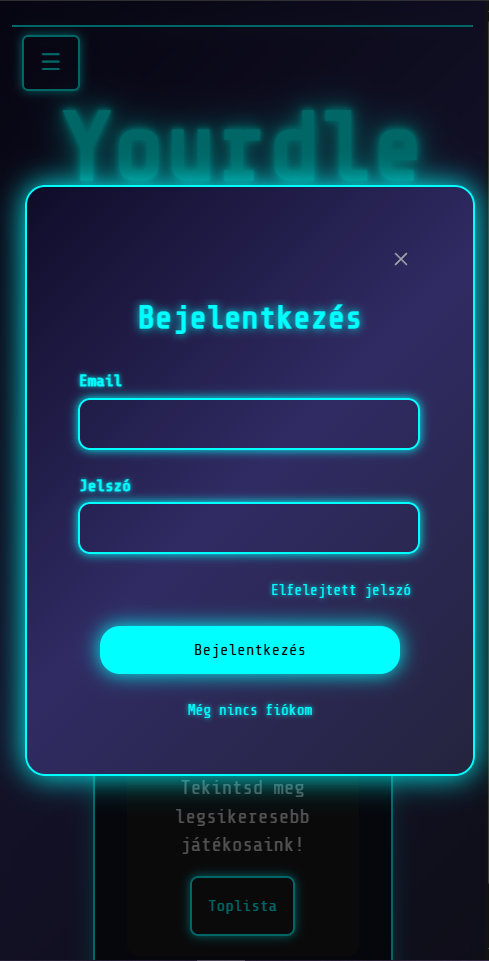 ☰
Yourdle
×
Bejelentkezés
Email
Jelszó
Elfelejtett jelszó
Bejelentkezés
Még nincs fiókom
Tekintsd meg
legsikeresebb
játékosaink!
Toplista